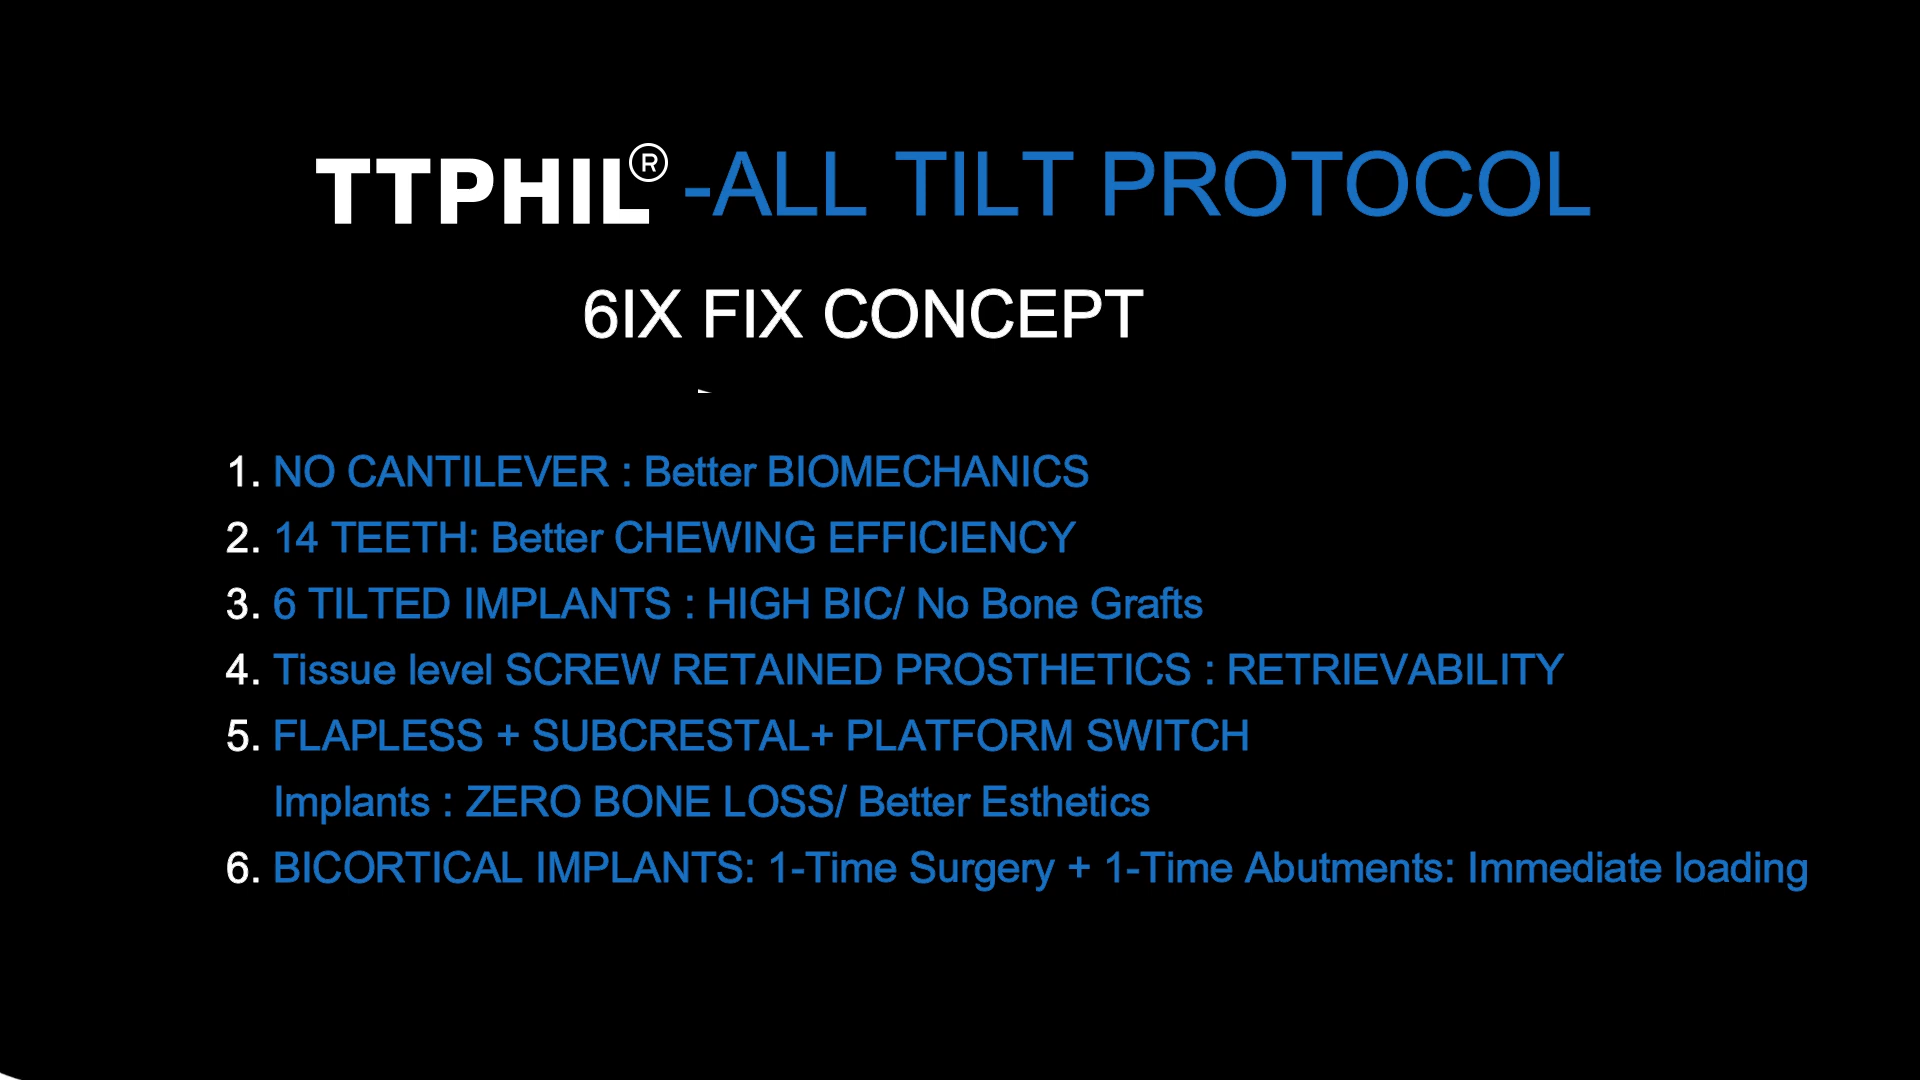 TTPHIL® -ALL TILT PROTOCOL
6IX FIX CONCEPT
1. NO CANTILEVER : Better BIOMECHANICS
2. 14 TEETH: Better CHEWING EFFICIENCY
3. 6 TILTED IMPLANTS : HIGH BIC/ No Bone Grafts
4. Tissue level SCREW RETAINED PROSTHETICS : RETRIEVABILITY
5. FLAPLESS + SUBCRESTAL+ PLATFORM SWITCH
Implants : ZERO BONE LOSS/ Better Esthetics
6. BICORTICAL IMPLANTS: 1-Time Surgery + 1-Time Abutments: Immediate loading